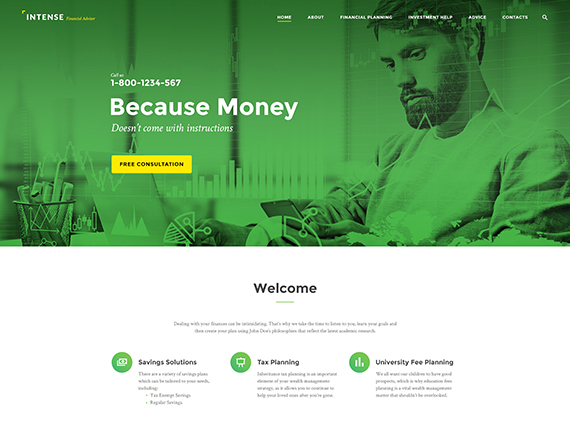 INTENSE Financial Advisor
HOME ABOUT FINANCIAL PLANNING INVESTMENT HELP ADVICE CONTACTS
Call us:
1-800-1234-567
Because Money
Doesn't come with instructions
FREE CONSULTATION
Welcome
Dealing with your finances can be intimidating. That's why we take the time to listen to you, learn your goals and
then create your plan using John Doe's philosophies that reflect the latest academic research.
Savings Solutions
There are a variety of savings plans
which can be tailored to your needs,
including:
Tax Exempt Savings
Regular Savings.
Tax Planning
Inheritance tax planning is an important
element of your wealth management
strategy, as it allows you to continue to
help your loved ones after you're gone.
University Fee Planning
We all want our children to have good
prospects, which is why education fees
planning is a vital wealth management
matter that shouldn't be overlooked.